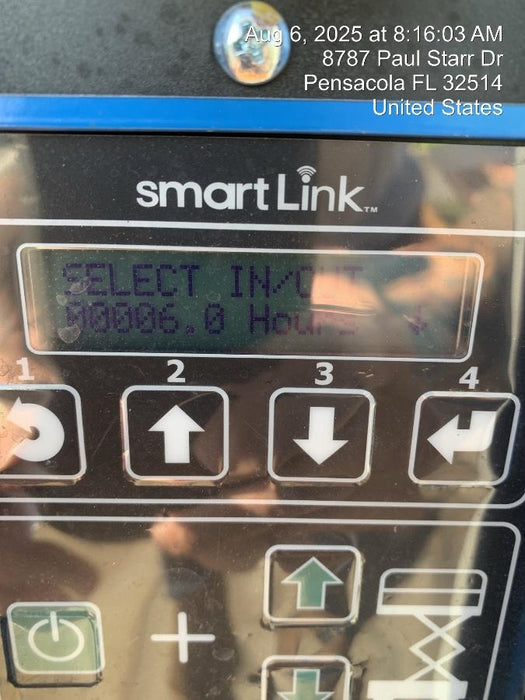 Aug 6, 2025 at 8:16:03 AM
8787 Paul Starr Dr
Pensacola FL 32514
United States
smartLink™
SELECT IN/OUT
00006.0 Hours
1 2 3 4